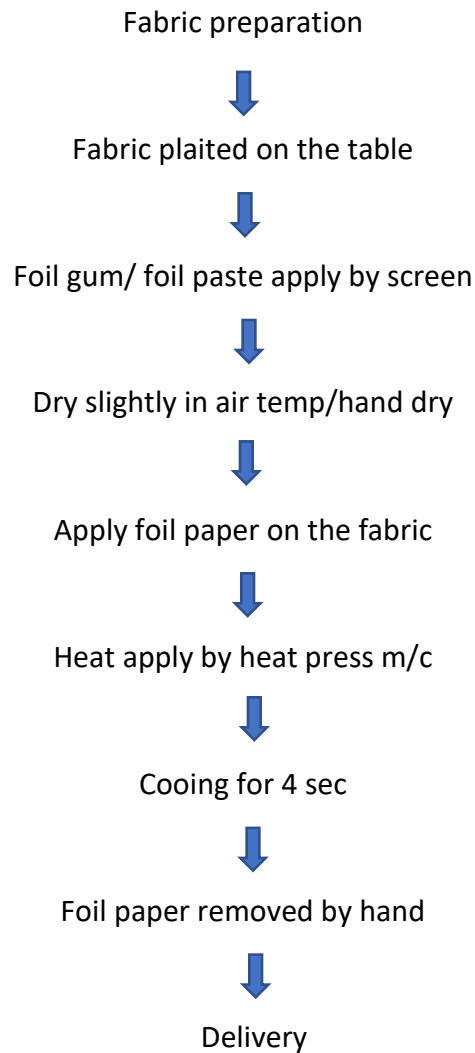 Fabric preparation
Fabric plaited on the table
Foil gum/ foil paste apply by screen
Dry slightly in air temp/hand dry
Apply foil paper on the fabric
Heat apply by heat press m/c
Cooing for 4 sec
Foil paper removed by hand
Delivery